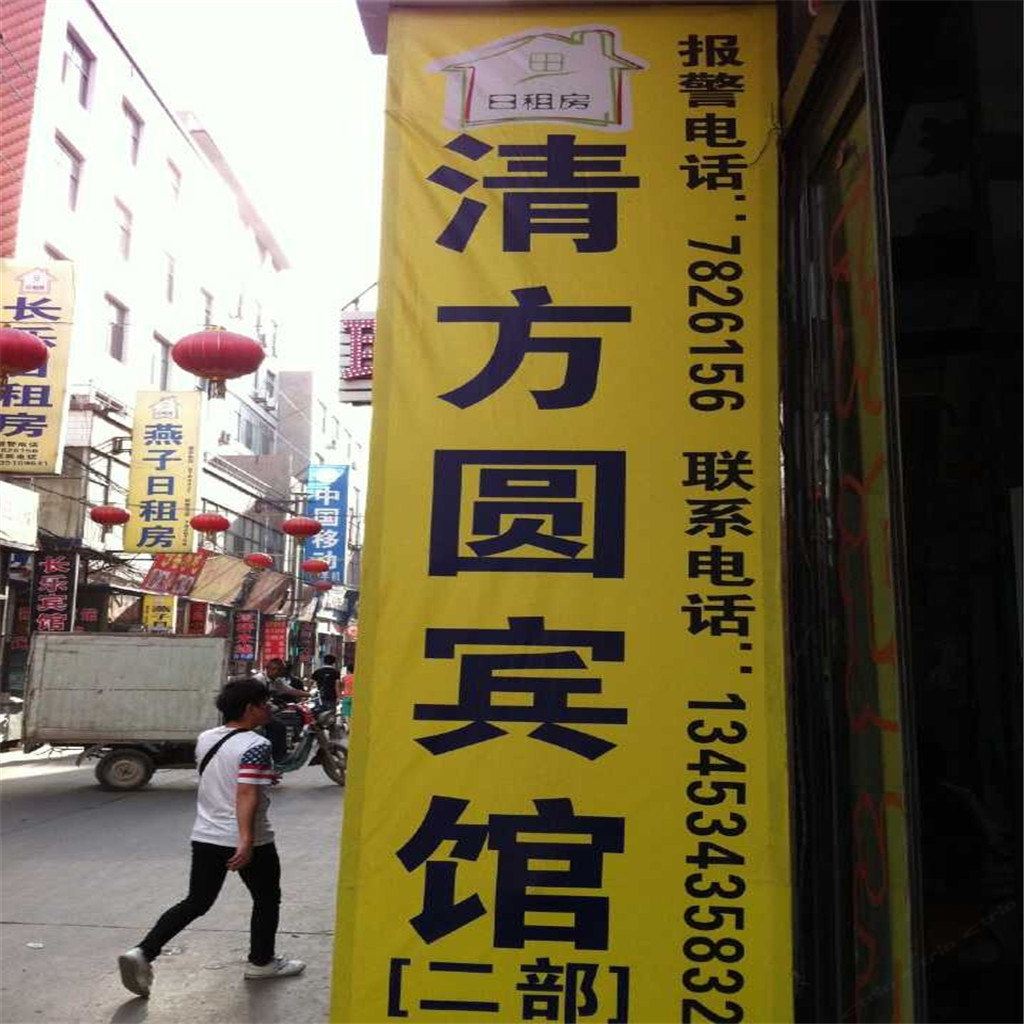 日租房
清方圆宾馆
[二部]
报警电话：7826156 联系电话：13453435832
长乐日租房
燕子日租房
中国移动
长乐宾馆